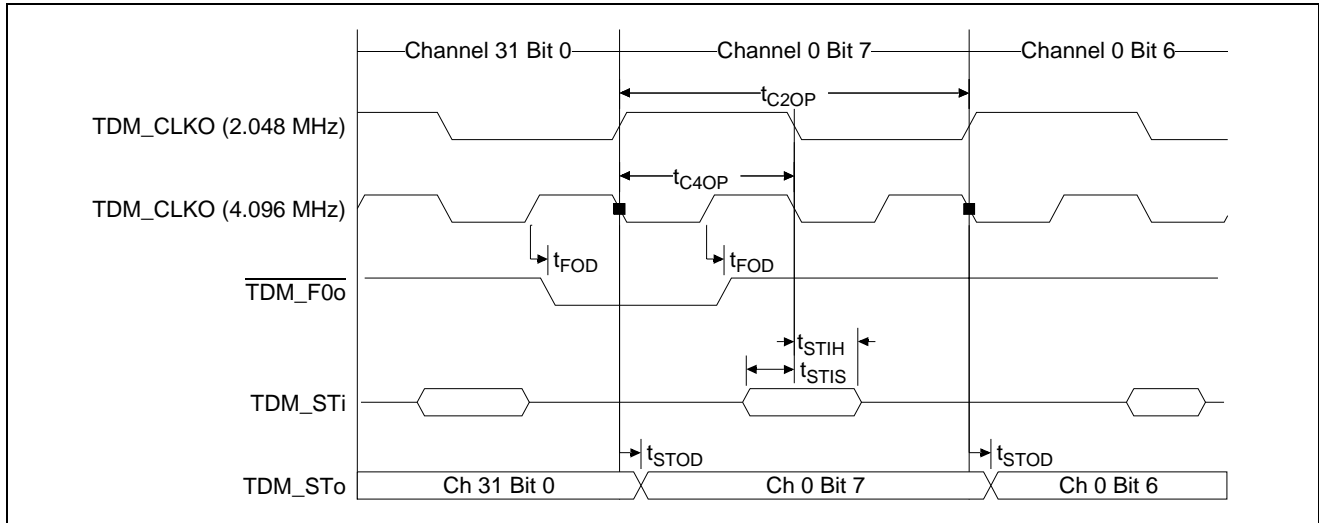 Channel 31 Bit 0 Channel 0 Bit 7 Channel 0 Bit 6
tC2OP
TDM_CLKO (2.048 MHz)
tC4OP
TDM_CLKO (4.096 MHz)
tFOD tFOD
TDM_F0o
tSTIH
tSTIS
TDM_STi
tSTOD tSTOD
TDM_STo Ch 31 Bit 0 Ch 0 Bit 7 Ch 0 Bit 6